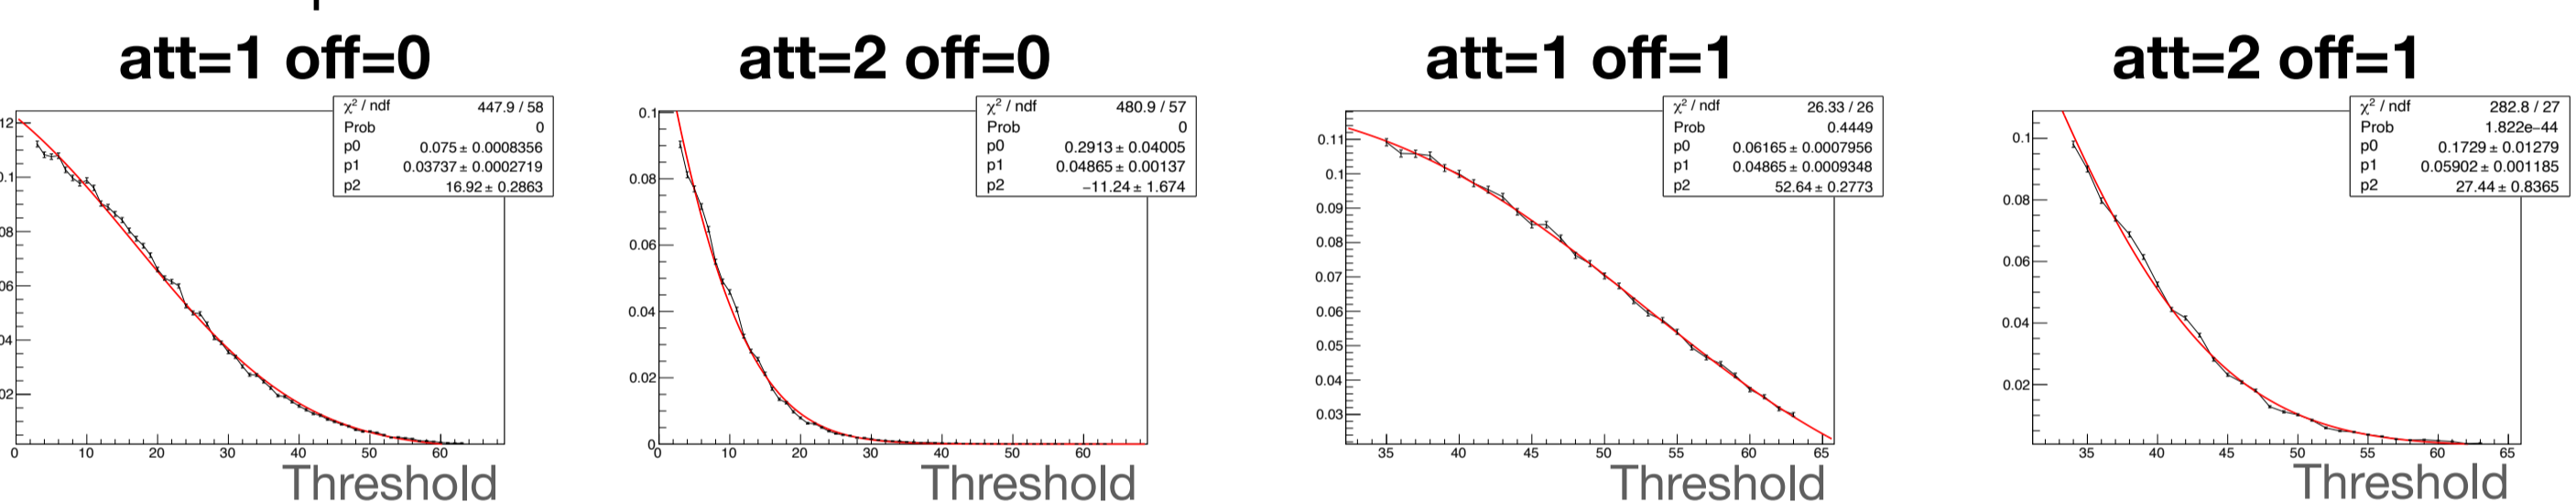 att=1 off=0
χ² / ndf 447.9 / 58
Prob 0
p0 0.075 ± 0.0008356
p1 0.03737 ± 0.0002719
p2 16.92 ± 0.2863
12
0.1
08
06
04
02
0 10 20 30 40 50 60
Threshold
att=2 off=0
χ² / ndf 480.9 / 57
Prob 0
p0 0.2913 ± 0.04005
p1 0.04865 ± 0.00137
p2 −11.24 ± 1.674
0.1
0.08
0.06
0.04
0.02
0
0 10 20 30 40 50 60
Threshold
att=1 off=1
χ² / ndf 26.33 / 26
Prob 0.4449
p0 0.06165 ± 0.0007956
p1 0.04865 ± 0.0009348
p2 52.64 ± 0.2773
0.11
0.1
0.09
0.08
0.07
0.06
0.05
0.04
0.03
35 40 45 50 55 60 65
Threshold
att=2 off=1
χ² / ndf 282.8 / 27
Prob 1.822e−44
p0 0.1729 ± 0.01279
p1 0.05902 ± 0.001185
p2 27.44 ± 0.8365
0.1
0.08
0.06
0.04
0.02
35 40 45 50 55 60 65
Threshold